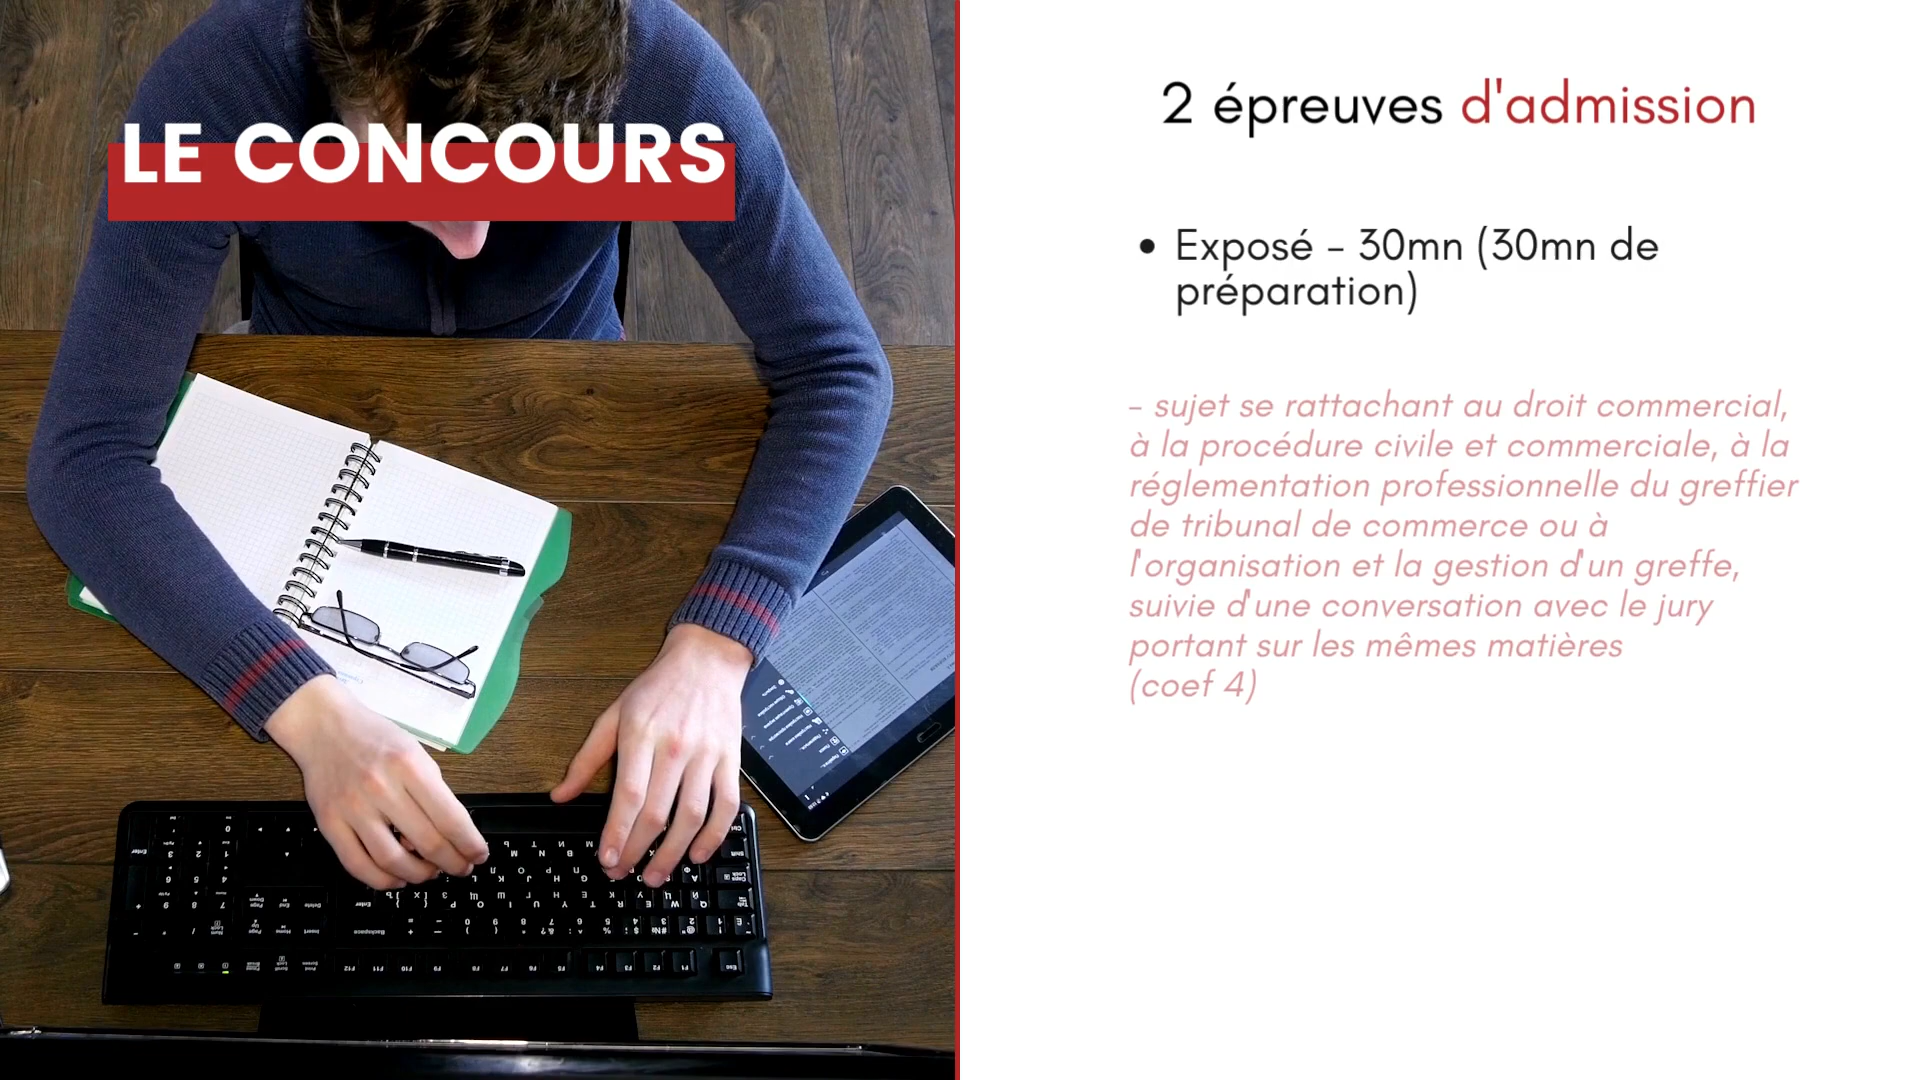 LE CONCOURS
2 épreuves d'admission
• Exposé - 30mn (30mn de
préparation)
- sujet se rattachant au droit commercial,
à la procédure civile et commerciale, à la
réglementation professionnelle du greffier
de tribunal de commerce ou à
l'organisation et la gestion d'un greffe,
suivie d'une conversation avec le jury
portant sur les mêmes matières
(coef 4)